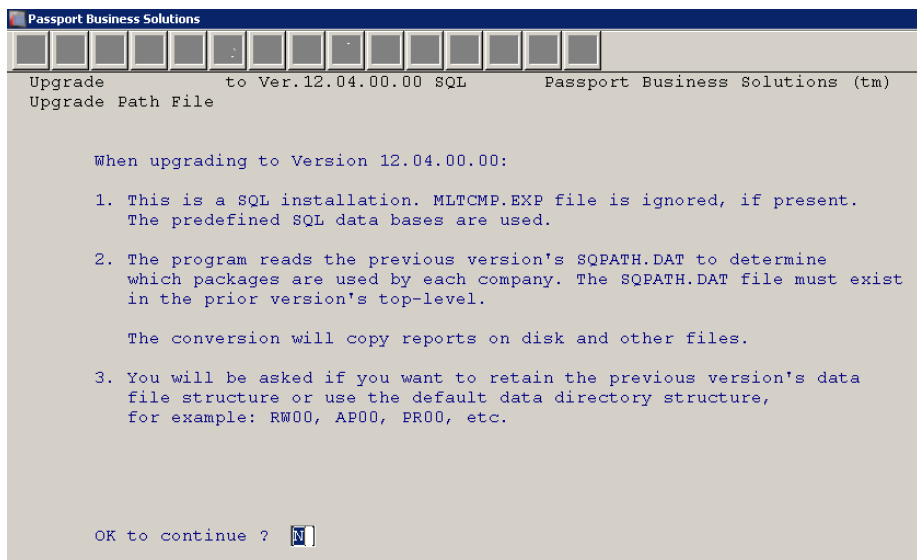 Passport Business Solutions
Upgrade to Ver.12.04.00.00 SQL Passport Business Solutions (tm)
Upgrade Path File
When upgrading to Version 12.04.00.00:
1. This is a SQL installation. MLTCMP.EXP file is ignored, if present.
The predefined SQL data bases are used.
2. The program reads the previous version's SQPATH.DAT to determine
which packages are used by each company. The SQPATH.DAT file must exist
in the prior version's top-level.
The conversion will copy reports on disk and other files.
3. You will be asked if you want to retain the previous version's data
file structure or use the default data directory structure,
for example: RW00, AP00, PR00, etc.
OK to continue ? N